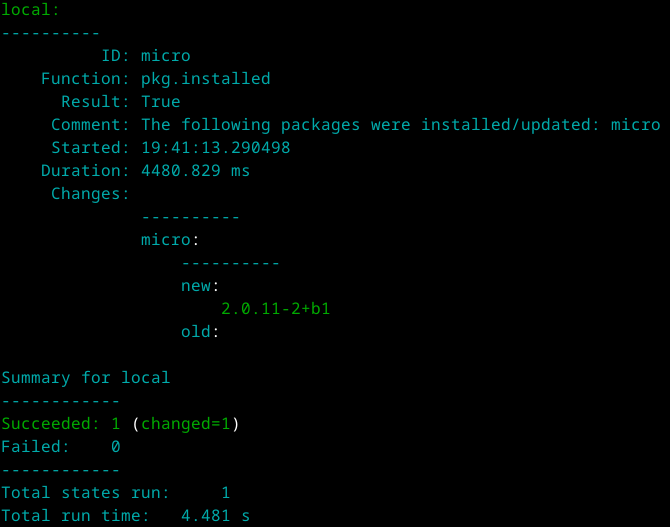 local:
----------
          ID: micro
    Function: pkg.installed
      Result: True
     Comment: The following packages were installed/updated: micro
     Started: 19:41:13.290498
    Duration: 4480.829 ms
     Changes:
              ----------
              micro:
                  ----------
                  new:
                      2.0.11-2+b1
                  old:

Summary for local
------------
Succeeded: 1 (changed=1)
Failed:    0
------------
Total states run:     1
Total run time:   4.481 s